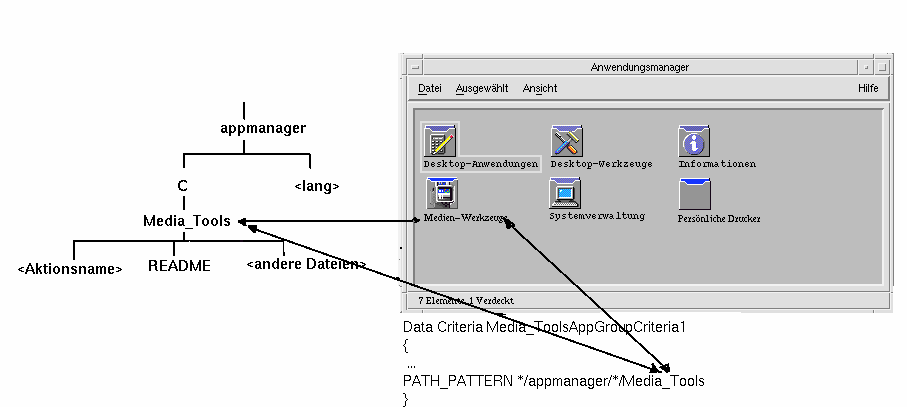 appmanager
C
<lang>
Media_Tools
<Aktionsname>
README
<andere Dateien>
Anwendungsmanager
Datei Ausgewählt Ansicht Hilfe
Desktop-Anwendungen Desktop-Werkzeuge Informationen
Medien-Werkzeuge Systemverwaltung Persönliche Drucker
7 Elemente, 1 Verdeckt
Data Criteria Media_ToolsAppGroupCriteria1
{
...
PATH_PATTERN */appmanager/*/Media_Tools
}